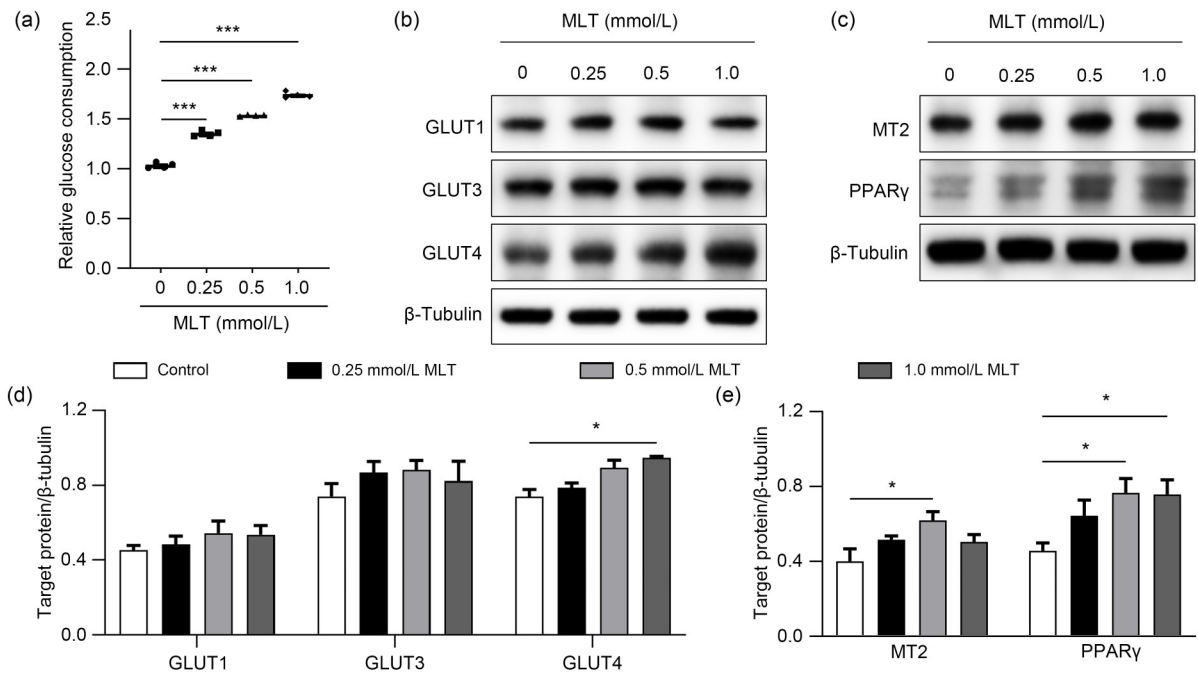 (a)
Relative glucose consumption
2.5
2.0
1.5
1.0
0.5
0.0
***
***
***
0 0.25 0.5 1.0
MLT (mmol/L)
(b)
MLT (mmol/L)
0 0.25 0.5 1.0
GLUT1
GLUT3
GLUT4
β-Tubulin
(c)
MLT (mmol/L)
0 0.25 0.5 1.0
MT2
PPARγ
β-Tubulin
Control 0.25 mmol/L MLT 0.5 mmol/L MLT 1.0 mmol/L MLT
(d)
Target protein/β-tubulin
1.2
0.8
0.4
0.0
*
GLUT1 GLUT3 GLUT4
(e)
Target protein/β-tubulin
1.2
0.8
0.4
0.0
*
*
*
MT2 PPARγ